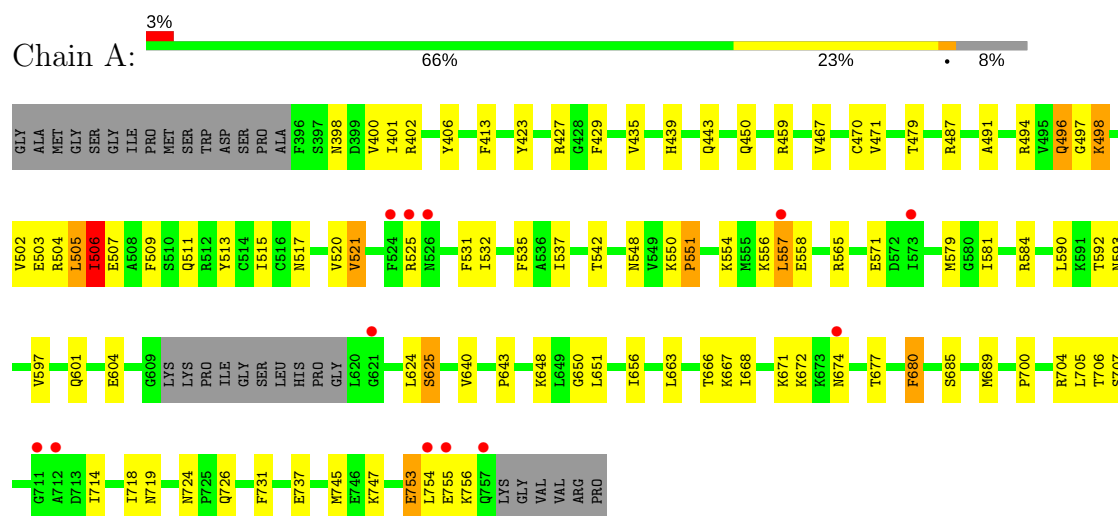 3%
Chain A:
66% 23% • 8%
GLY ALA MET GLY SER GLY ILE PRO MET SER TRP ASP SER PRO ALA F396 S397 N398 D399 V400 I401 R402 Y406 F413 Y423 R427 G428 F429 V435 H439 Q443 Q450 R459 V467 C470 V471 T479 R487 A491 R494 V495 Q496 G497 K498
V502 E503 R504 L505 I506 E507 A508 F509 S510 Q511 R512 Y513 C514 I515 C516 N517 V520 V521 F524 R525 N526 F531 I532 F535 A536 I537 T542 N548 V549 K550 P551 K554 M555 K556 L557 E558 R565 E571 D572 I573 M579 G580 I581 R584 L590 K591 T592 N593
V597 Q601 E604 G609 LYS LYS PRO ILE GLY SER LEU HIS PRO GLY L620 G621 L624 S625 V640 P643 K648 L649 G650 L651 I656 L663 T666 K667 I668 K671 K672 K673 N674 T677 F680 S685 M689 P700 R704 L705 T706 S707
G711 A712 D713 I714 I718 N719 N724 P725 Q726 F731 E737 M745 E746 K747 E753 L754 E755 K756 Q757 LYS GLY VAL VAL ARG PRO